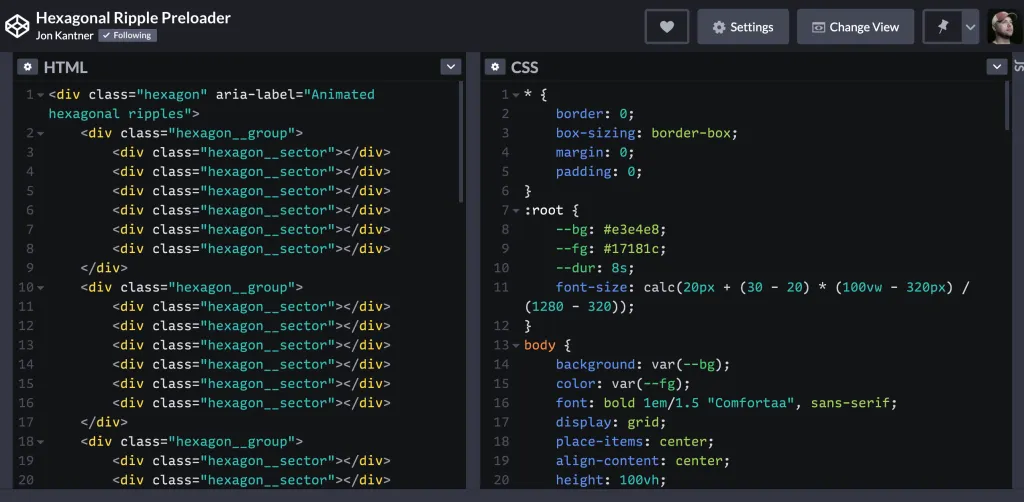 Hexagonal Ripple Preloader
Jon Kantner ✓ Following
Settings
Change View
HTML
1 <div class="hexagon" aria-label="Animated
hexagonal ripples">
2 <div class="hexagon__group">
3 <div class="hexagon__sector"></div>
4 <div class="hexagon__sector"></div>
5 <div class="hexagon__sector"></div>
6 <div class="hexagon__sector"></div>
7 <div class="hexagon__sector"></div>
8 <div class="hexagon__sector"></div>
9 </div>
10 <div class="hexagon__group">
11 <div class="hexagon__sector"></div>
12 <div class="hexagon__sector"></div>
13 <div class="hexagon__sector"></div>
14 <div class="hexagon__sector"></div>
15 <div class="hexagon__sector"></div>
16 <div class="hexagon__sector"></div>
17 </div>
18 <div class="hexagon__group">
19 <div class="hexagon__sector"></div>
20 <div class="hexagon__sector"></div>
CSS
1 * {
2 border: 0;
3 box-sizing: border-box;
4 margin: 0;
5 padding: 0;
6 }
7 :root {
8 --bg: #e3e4e8;
9 --fg: #17181c;
10 --dur: 8s;
11 font-size: calc(20px + (30 - 20) * (100vw - 320px) /
(1280 - 320));
12 }
13 body {
14 background: var(--bg);
15 color: var(--fg);
16 font: bold 1em/1.5 "Comfortaa", sans-serif;
17 display: grid;
18 place-items: center;
19 align-content: center;
20 height: 100vh;
JS